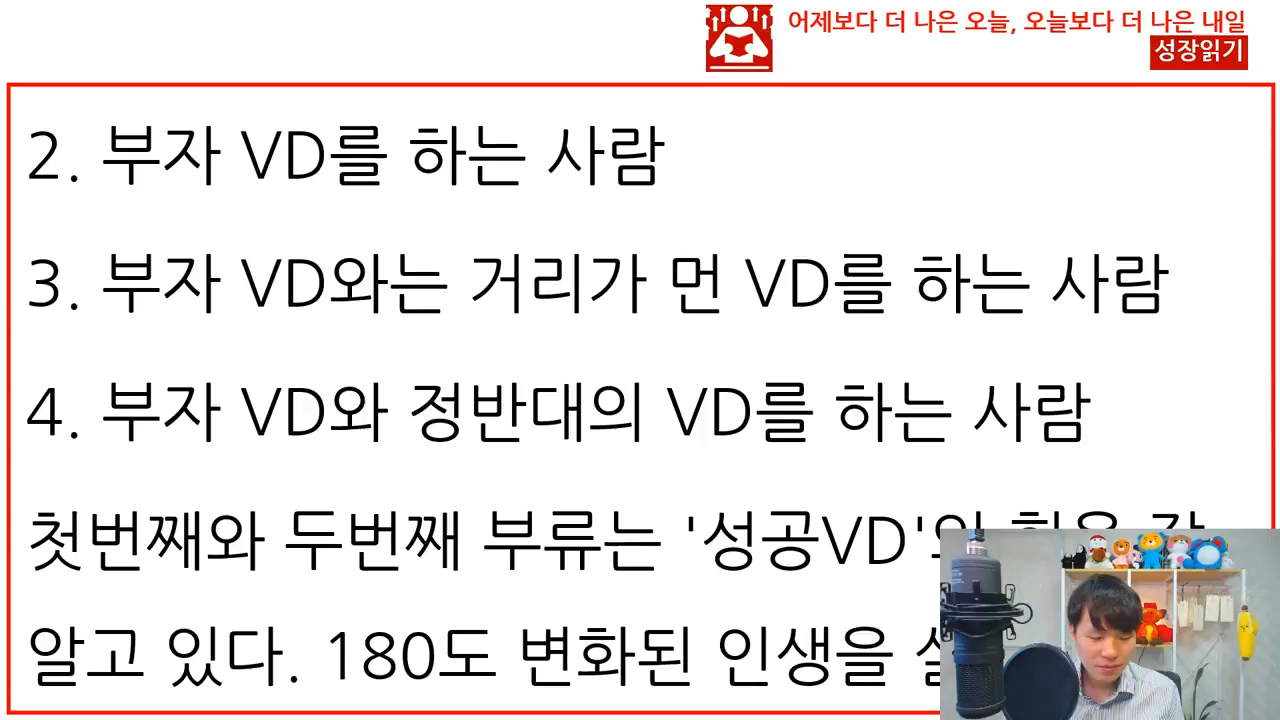 어제보다 더 나은 오늘, 오늘보다 더 나은 내일
성장읽기
2. 부자 VD를 하는 사람
3. 부자 VD와는 거리가 먼 VD를 하는 사람
4. 부자 VD와 정반대의 VD를 하는 사람
첫번째와 두번째 부류는 '성공VD'의
알고 있다. 180도 변화된 인생을